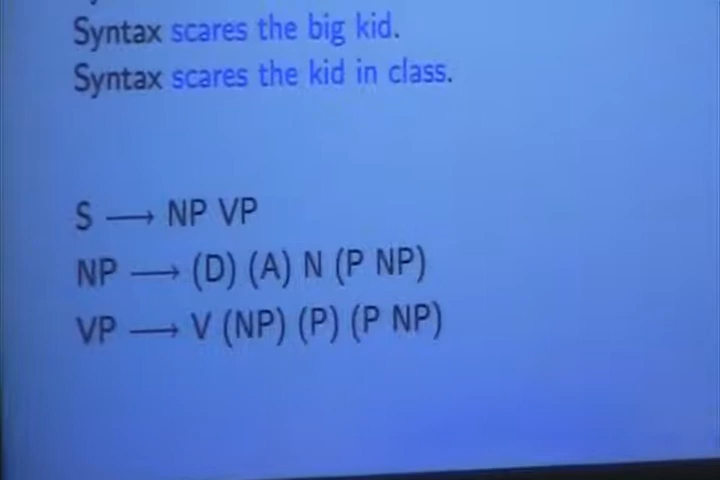 Syntax scares the big kid.
Syntax scares the kid in class.
S ⟶ NP VP
NP ⟶ (D) (A) N (P NP)
VP ⟶ V (NP) (P) (P NP)